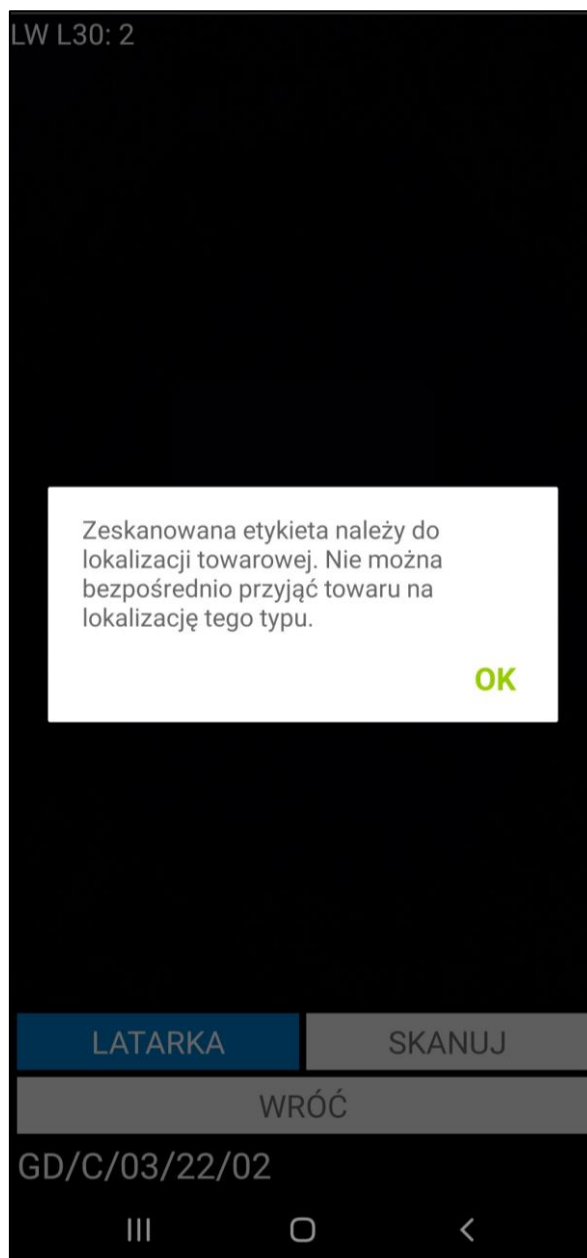 LW L30: 2
Zeskanowana etykieta należy do
lokalizacji towarowej. Nie można
bezpośrednio przyjąć towaru na
lokalizację tego typu.
OK
LATARKA SKANUJ
WRÓĆ
GD/C/03/22/02